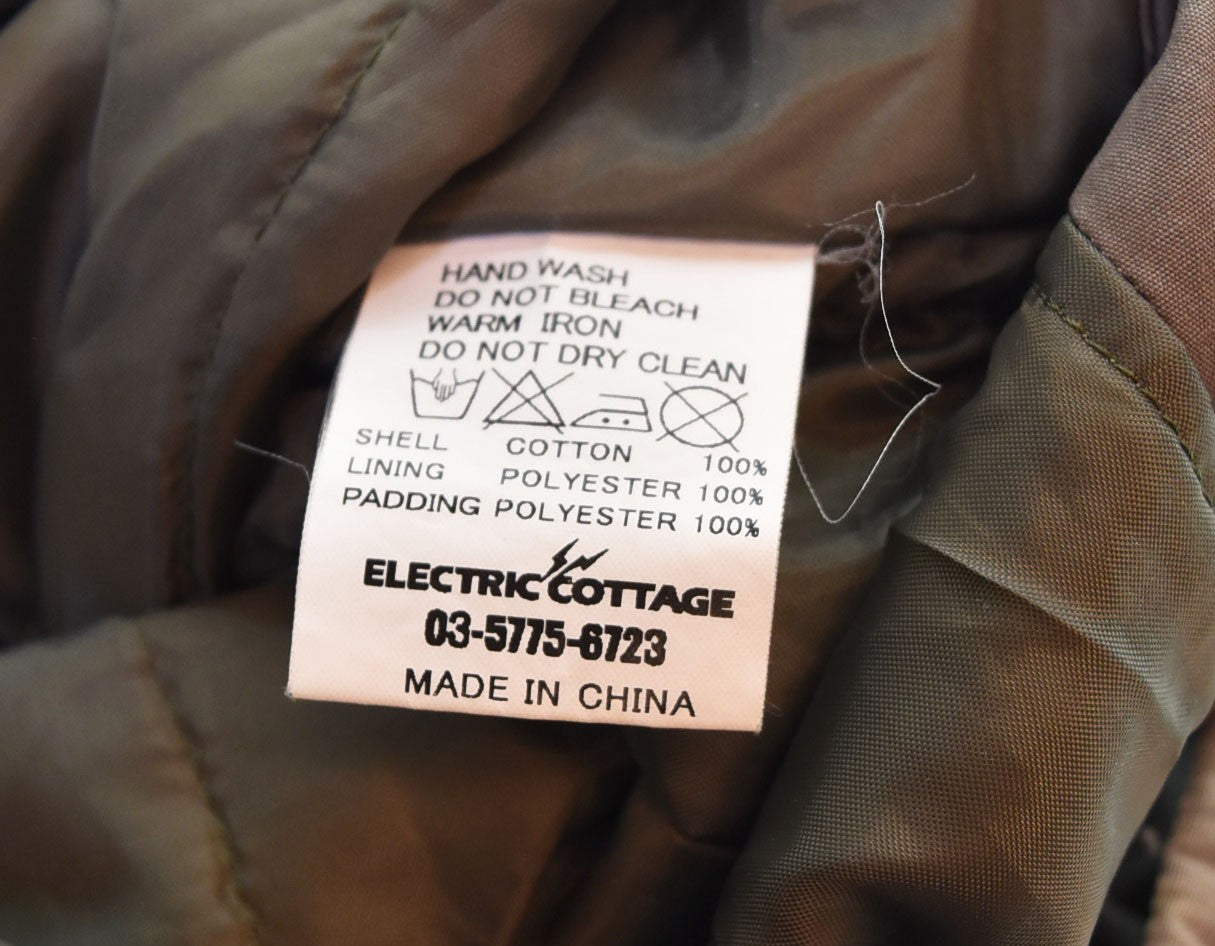 HAND WASH
DO NOT BLEACH
WARM IRON
DO NOT DRY CLEAN
SHELL COTTON 100%
LINING POLYESTER 100%
PADDING POLYESTER 100%
ELECTRIC COTTAGE
03-5775-6723
MADE IN CHINA